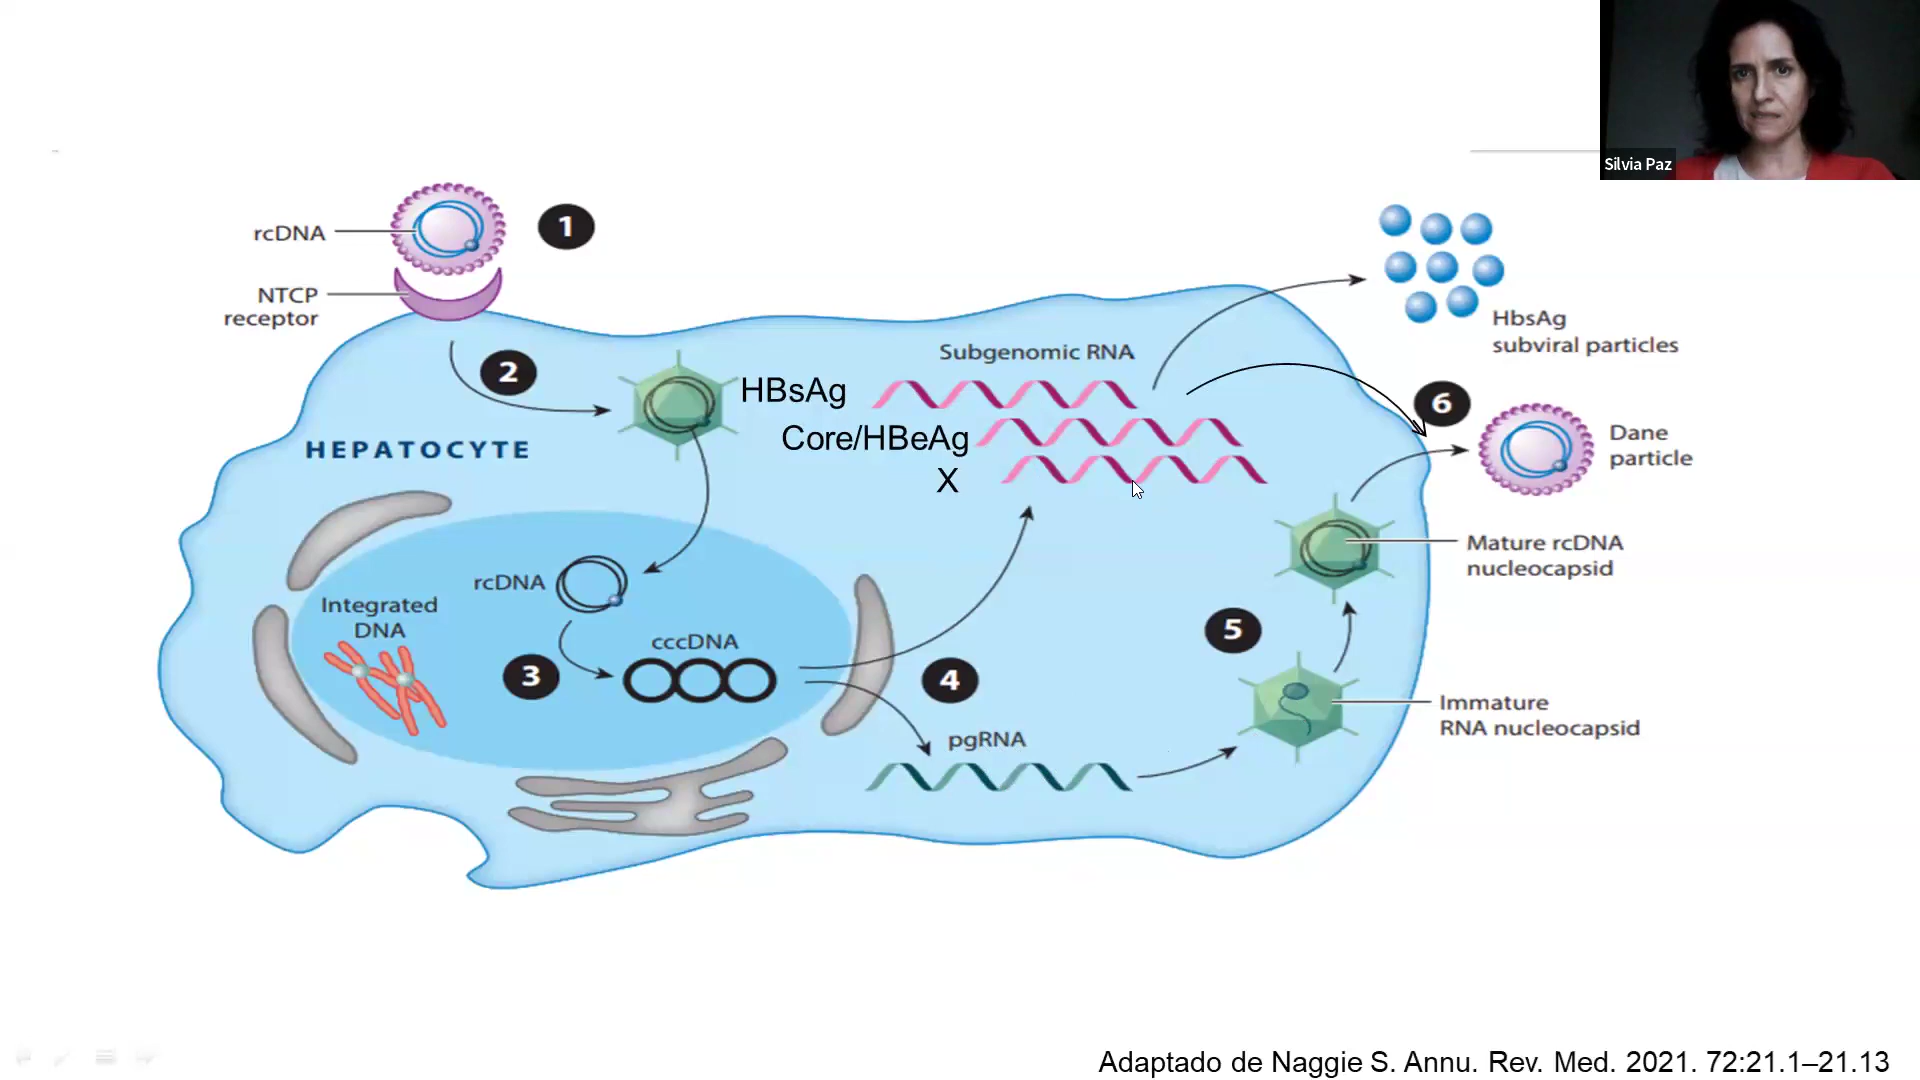 Silvia Paz
rcDNA
1
NTCP
receptor
HbsAg
subviral particles
2
Subgenomic RNA
HBsAg
6
Core/HBeAg
Dane
particle
HEPATOCYTE
X
Mature rcDNA
nucleocapsid
rcDNA
Integrated
DNA
5
cccDNA
3
4
Immature
RNA nucleocapsid
pgRNA
Adaptado de Naggie S. Annu. Rev. Med. 2021. 72:21.1–21.13